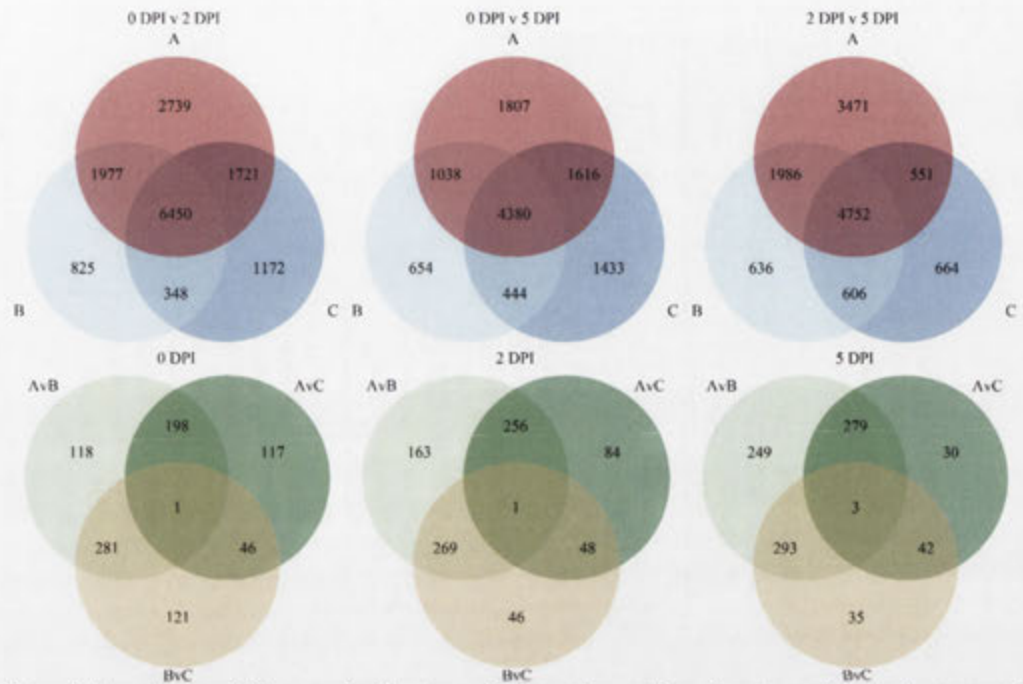 0 DPI v 2 DPI 0 DPI v 5 DPI 2 DPI v 5 DPI
A A A
2739 1807 3471
1977 1721 1038 1616 1986 551
6450 4380 4752
825 1172 654 1433 636 664
348 444 606
B C B C B C
0 DPI 2 DPI 5 DPI
AvB AvC AvB AvC AvB AvC
198 256 279
118 117 163 84 249 30
1 1 3
281 46 269 48 293 42
121 46 35
BvC BvC BvC